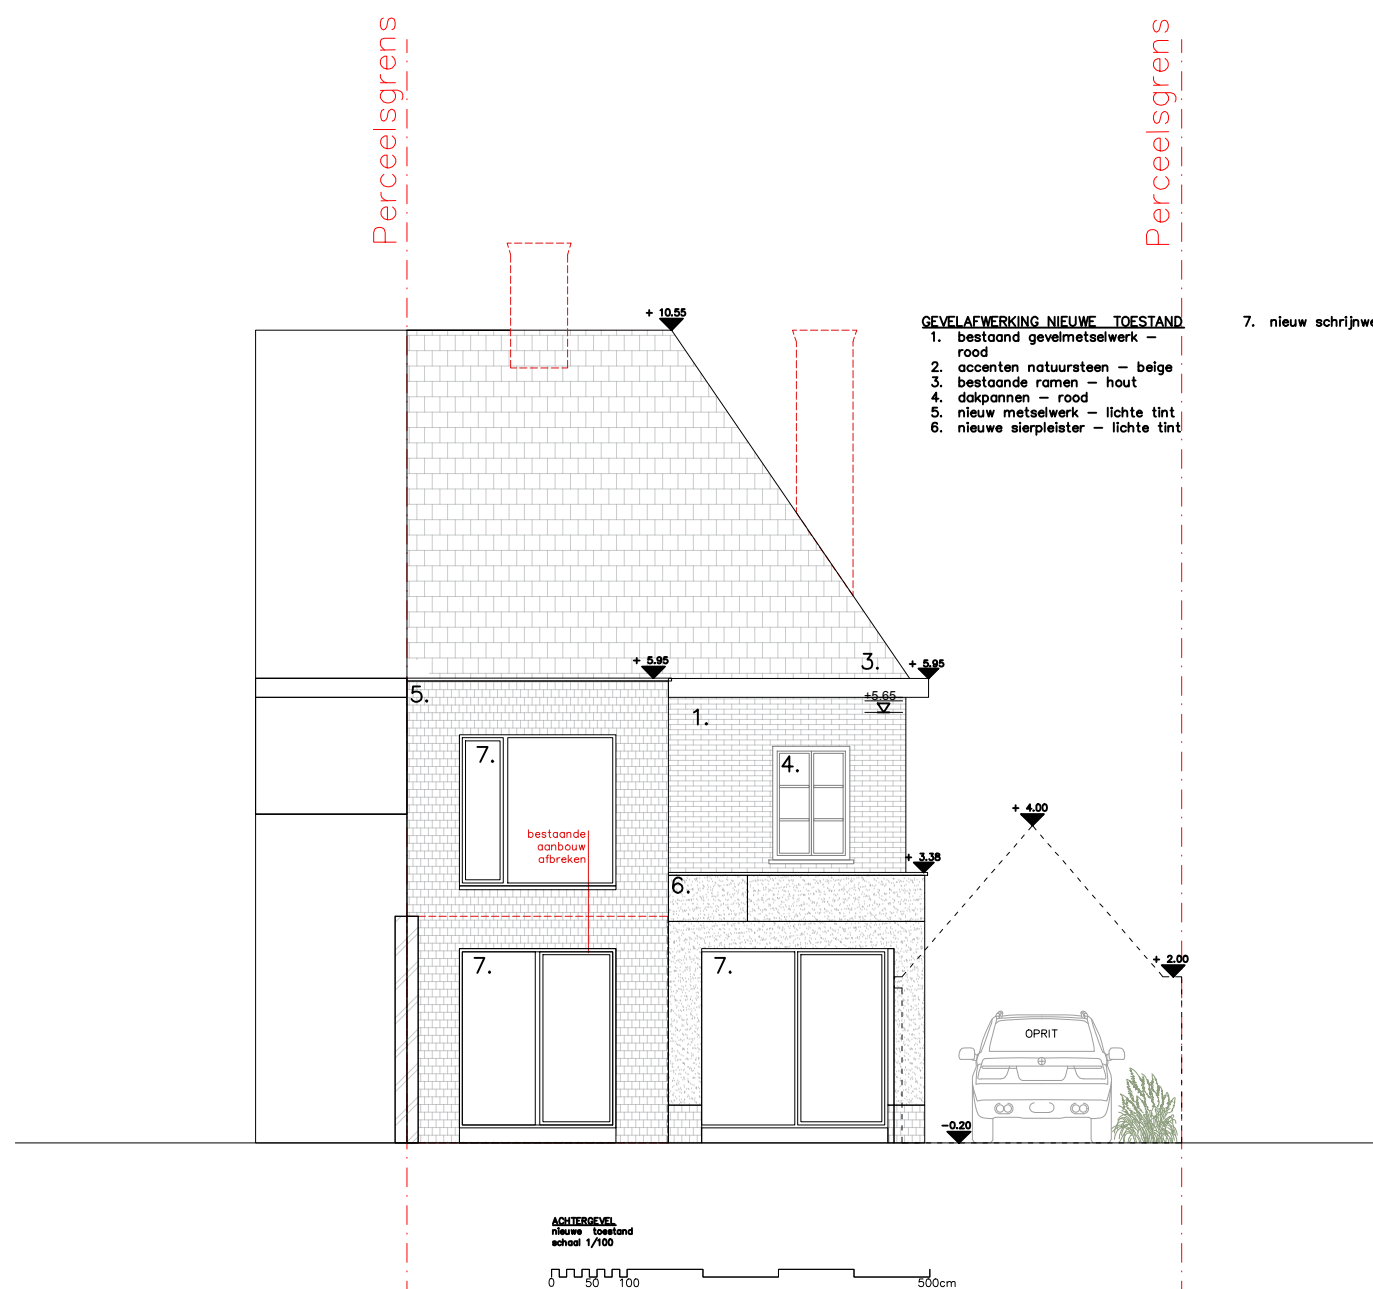 Perceelsgrens
Perceelsgrens
+ 10.55
GEVELAFWERKING NIEUWE TOESTAND
1. bestaand gevelmetselwerk –
rood
2. accenten natuursteen – beige
3. bestaande ramen – hout
4. dakpannen – rood
5. nieuw metselwerk – lichte tint
6. nieuwe sierpleister – lichte tint
7. nieuw schrijnwe
+ 5.95
3.
+ 5.95
5.
+5.65
1.
7.
4.
bestaande
aanbouw
afbreken
+ 4.00
+ 3.38
6.
7.
7.
+ 2.00
OPRIT
-0.20
ACHTERGEVEL
nieuwe toestand
schaal 1/100
0 50 100 500cm